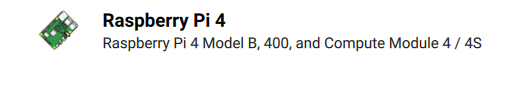 Raspberry Pi 4
Raspberry Pi 4 Model B, 400, and Compute Module 4 / 4S